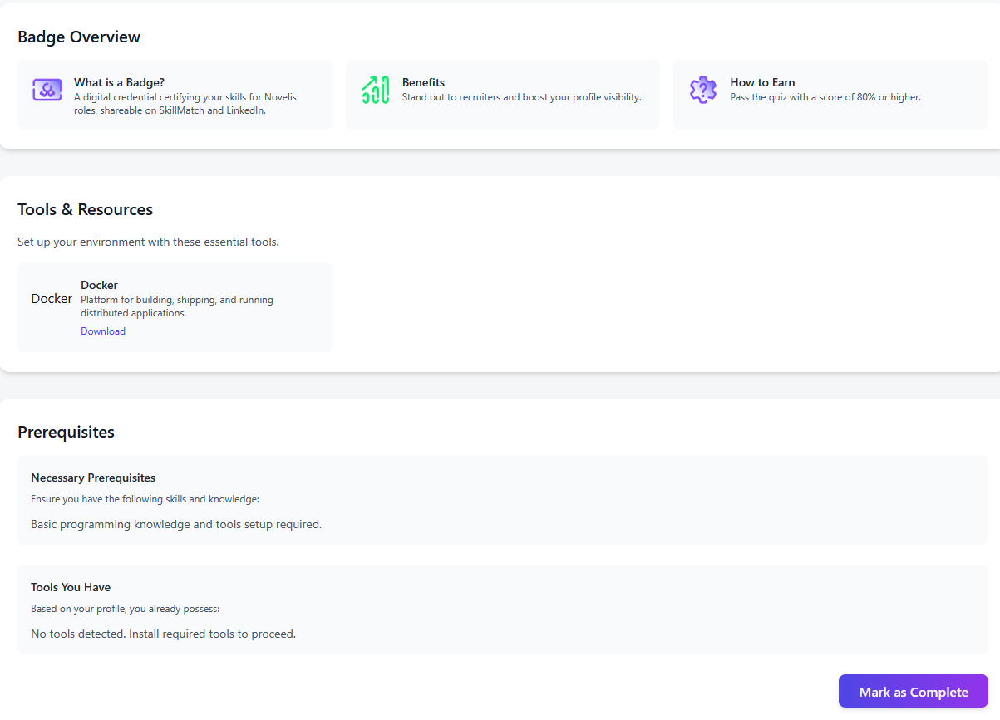 Badge Overview
What is a Badge?
A digital credential certifying your skills for Novelis
roles, shareable on SkillMatch and LinkedIn.
Benefits
Stand out to recruiters and boost your profile visibility.
How to Earn
Pass the quiz with a score of 80% or higher.
Tools & Resources
Set up your environment with these essential tools.
Docker
Docker
Platform for building, shipping, and running
distributed applications.
Download
Prerequisites
Necessary Prerequisites
Ensure you have the following skills and knowledge:
Basic programming knowledge and tools setup required.
Tools You Have
Based on your profile, you already possess:
No tools detected. Install required tools to proceed.
Mark as Complete